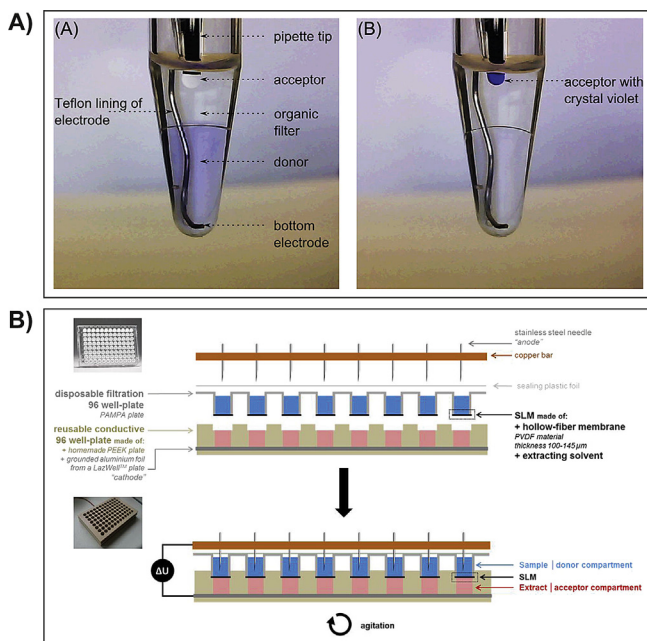 A)
(A)
pipette tip
acceptor
Teflon lining of
electrode
organic
filter
donor
bottom
electrode
(B)
acceptor with
crystal violet
B)
stainless steel needle
"anode"
copper bar
sealing plastic foil
disposable filtration
96 well-plate
PAMPA plate
SLM made of:
+ hollow-fiber membrane
PVDF material
thickness 100-145 µm
+ extracting solvent
reusable conductive
96 well-plate made of:
+ homemade PEEK plate
+ grounded aluminium foil
from a LazWell™ plate
"cathode"
ΔU
Sample | donor compartment
SLM
Extract | acceptor compartment
agitation